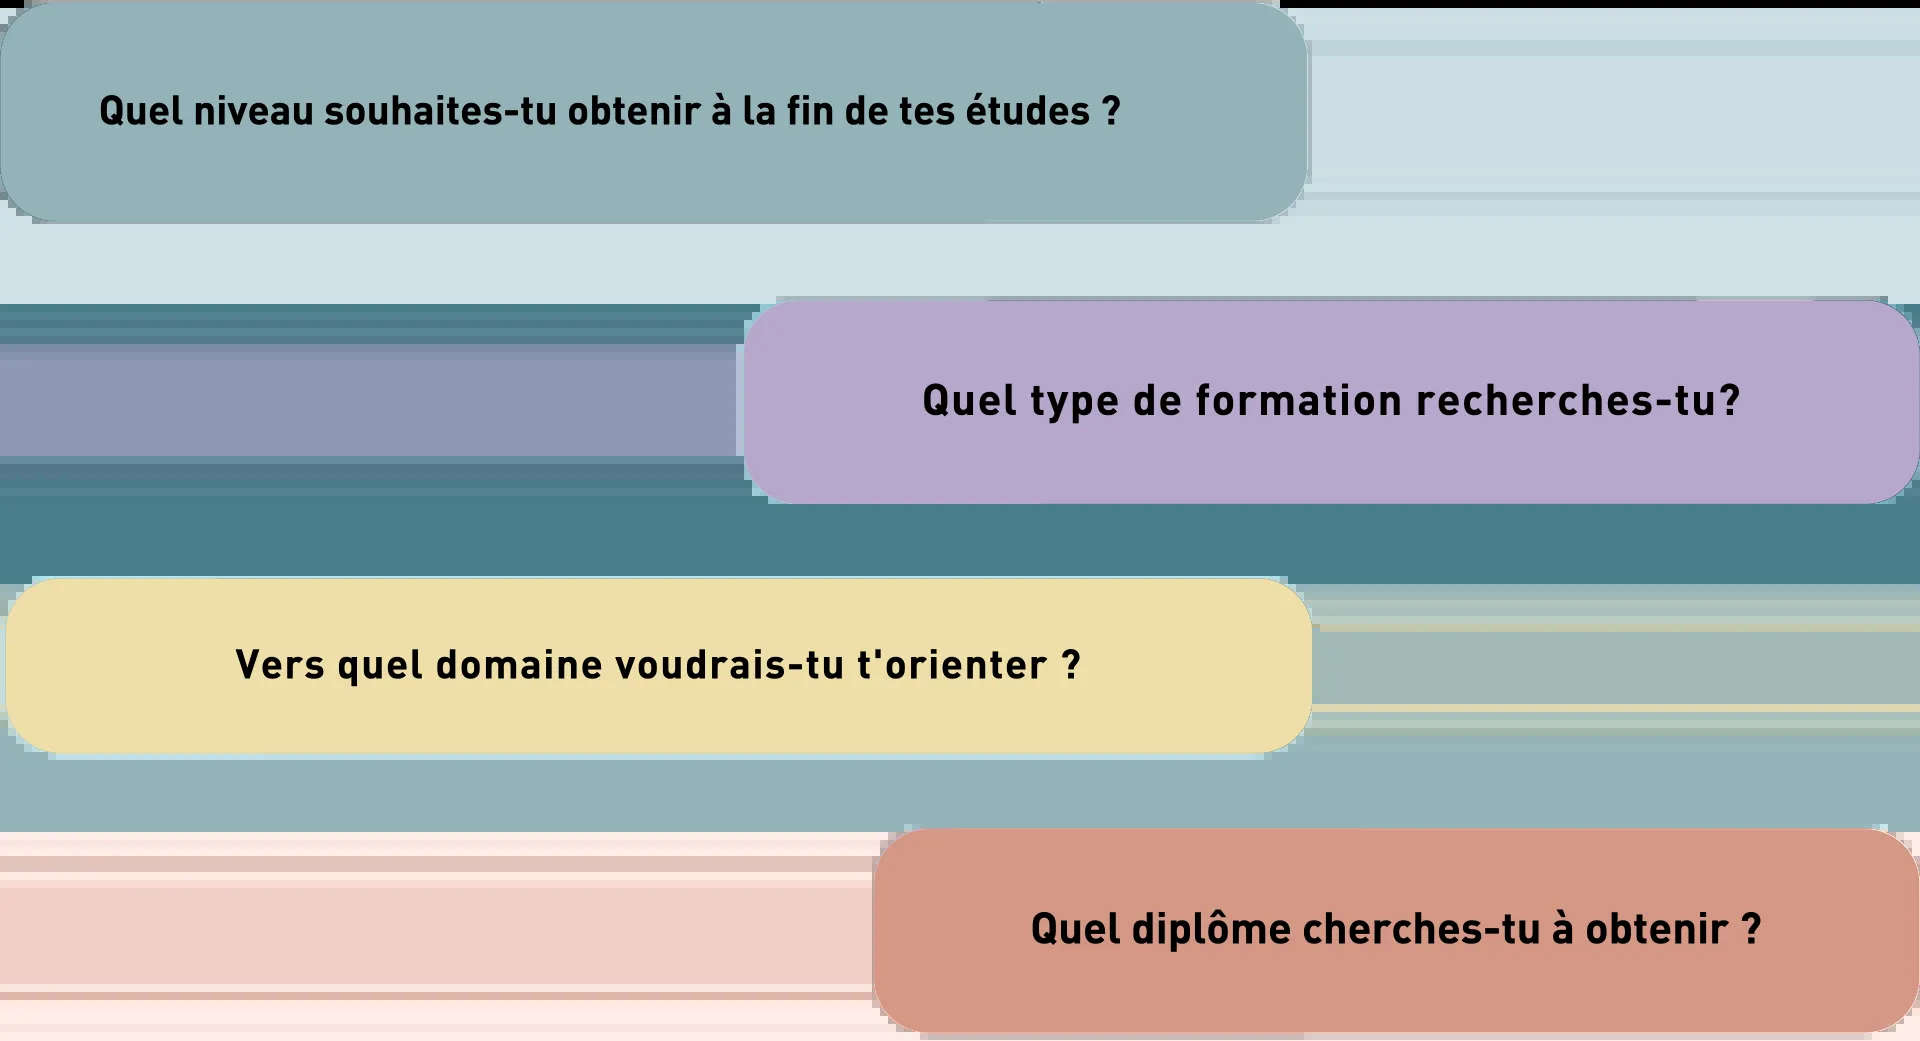 Quel niveau souhaites-tu obtenir à la fin de tes études ?
Quel type de formation recherches-tu?
Vers quel domaine voudrais-tu t'orienter ?
Quel diplôme cherches-tu à obtenir ?